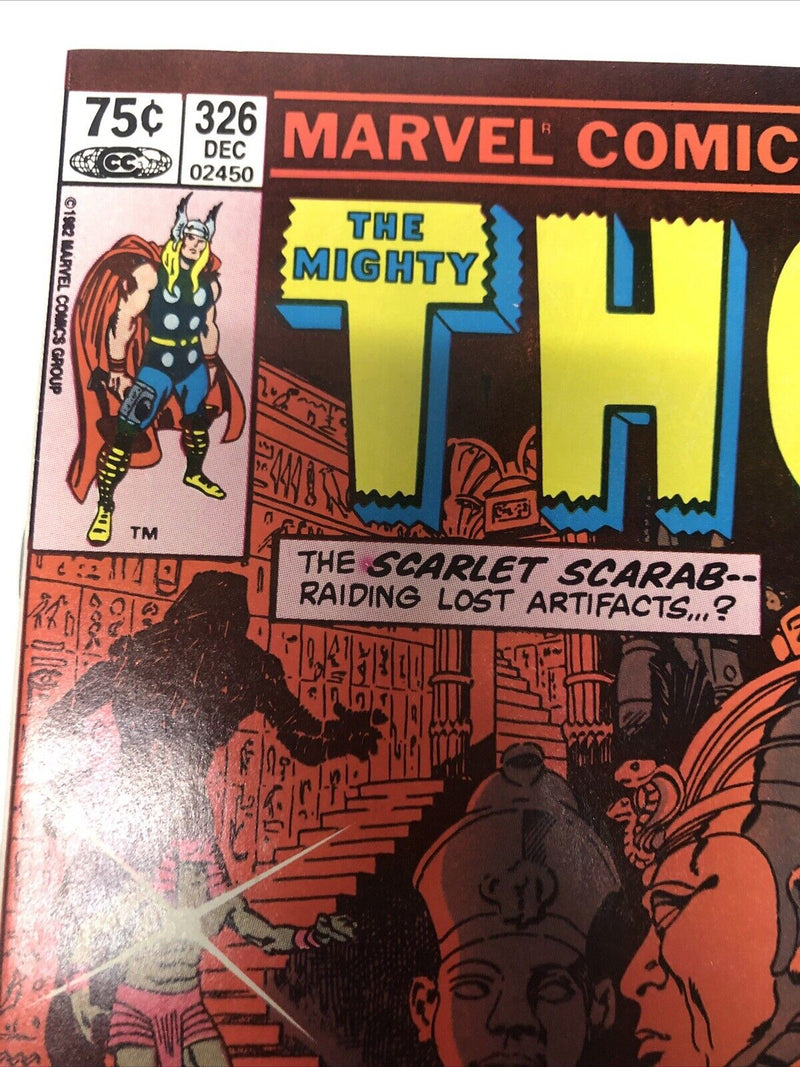 75¢
326
DEC
02450
CC
MARVEL® COMIC
©1982 MARVEL COMICS GROUP
THE
MIGHTY
TH
TM
THE SCARLET SCARAB--
RAIDING LOST ARTIFACTS...?